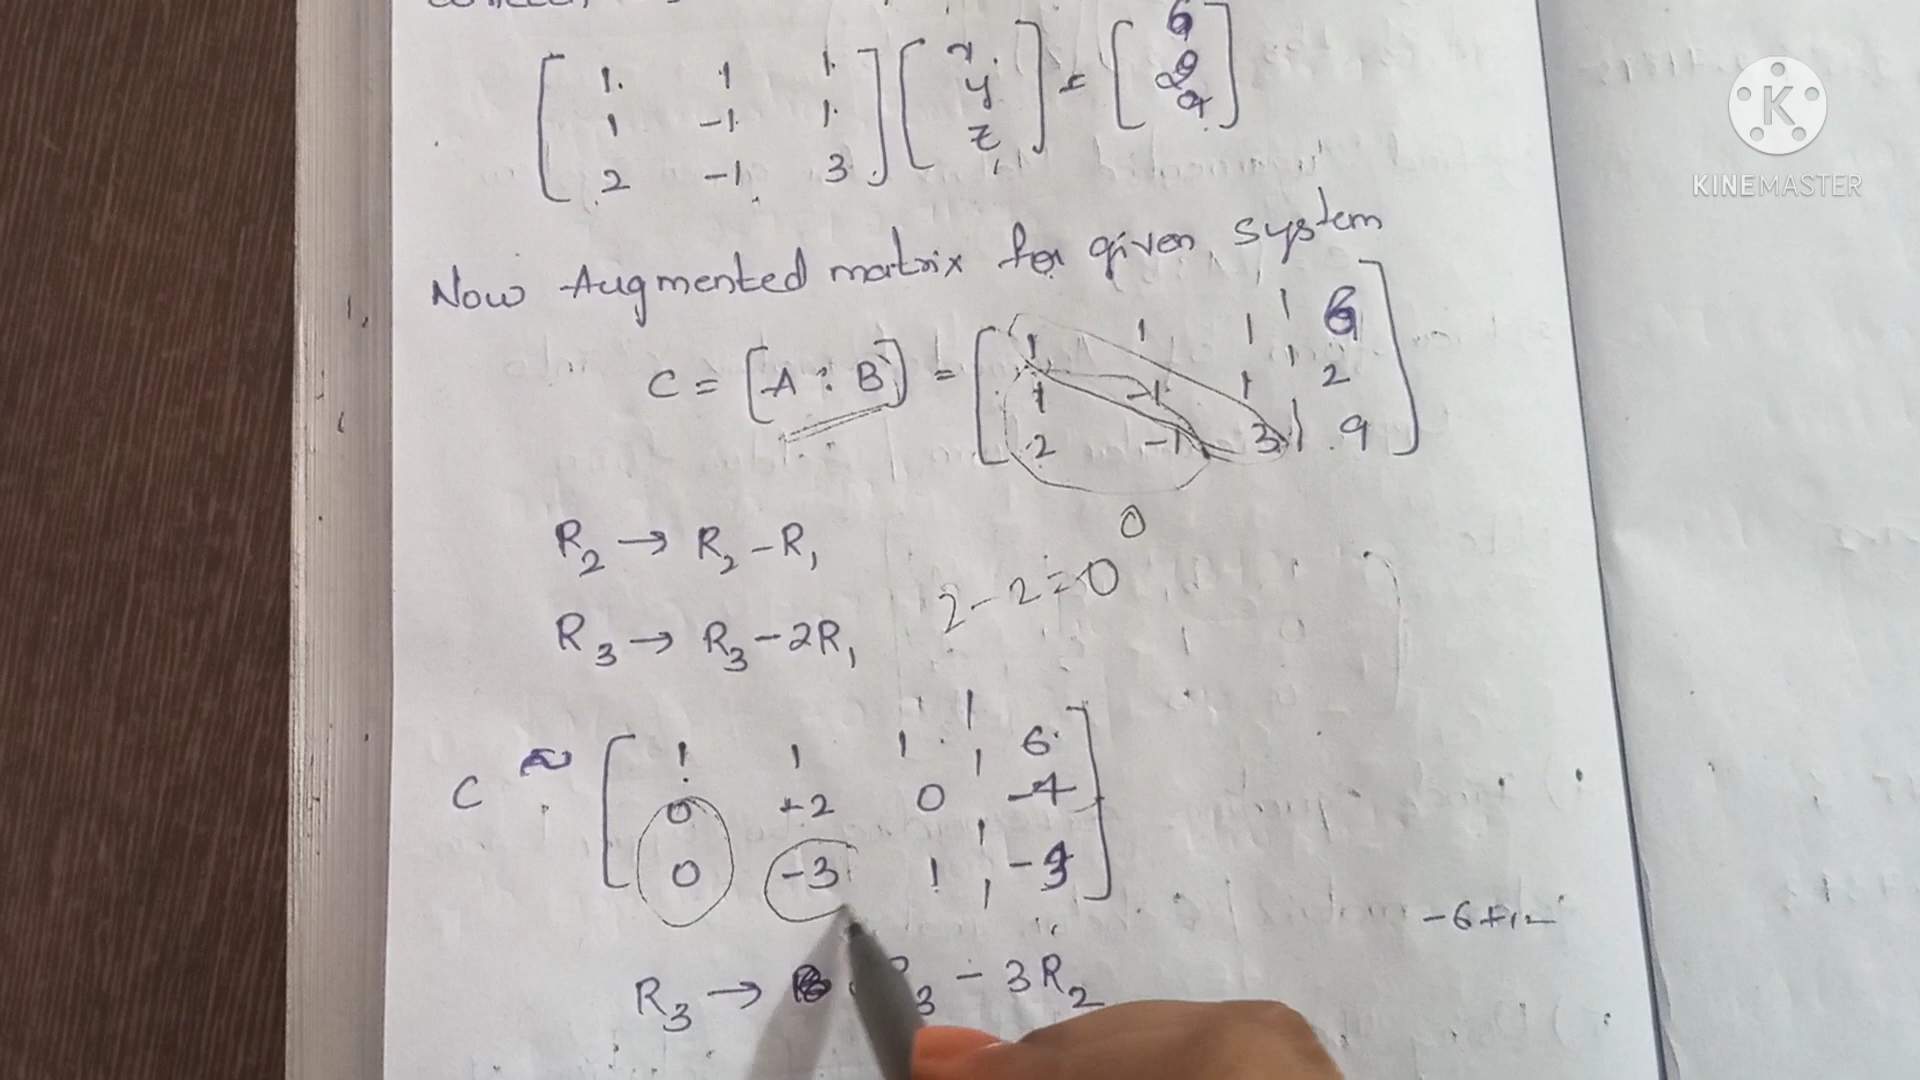 [1 1 1] [x] = [6]
[1 -1 1] [y] [2]
[2 -1 3] [z] [9]
KINEMASTER
Now Augmented matrix for given system
C = [A : B] = [1 1 1 | 6]
[1 -1 1 | 2]
[2 -1 3 | 9]
0
R₂ → R₂ - R₁
2-2=0
R₃ → R₃ - 2R₁
C ~ [1 1 1 | 6]
[0 -2 0 -4]
[0 -3 1 | -3]
-6+12
R₃ → R₃ - 3R₂